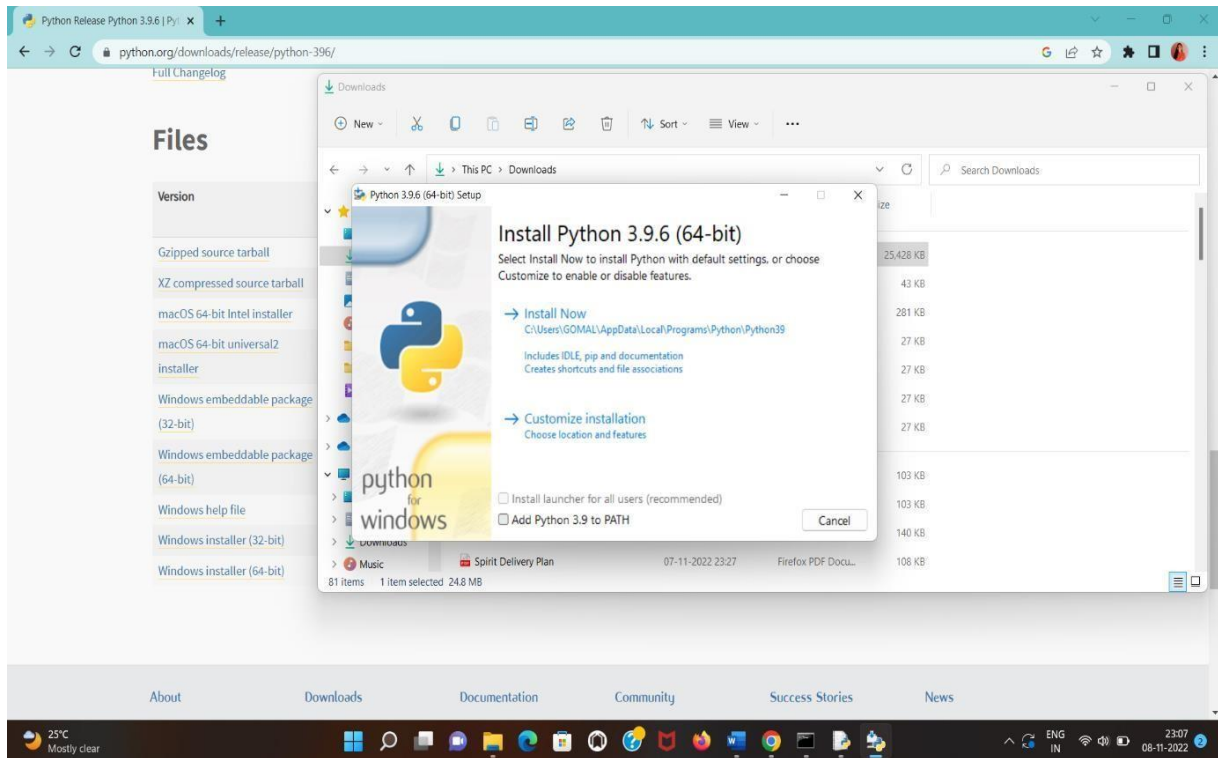 Python Release Python 3.9.6 | Pyt
python.org/downloads/release/python-396/
Full Changelog
Files
Version
Gzipped source tarball
XZ compressed source tarball
macOS 64-bit Intel installer
macOS 64-bit universal2
installer
Windows embeddable package
(32-bit)
Windows embeddable package
(64-bit)
Windows help file
Windows installer (32-bit)
Windows installer (64-bit)
Downloads
New
Sort
View
This PC > Downloads
Search Downloads
ize
25,428 KB
43 KB
281 KB
27 KB
27 KB
27 KB
27 KB
103 KB
103 KB
140 KB
Python 3.9.6 (64-bit) Setup
Install Python 3.9.6 (64-bit)
Select Install Now to install Python with default settings, or choose
Customize to enable or disable features.
Install Now
C:\Users\GOMAL\AppData\Local\Programs\Python\Python39
Includes IDLE, pip and documentation
Creates shortcuts and file associations
Customize installation
Choose location and features
python
for
windows
Install launcher for all users (recommended)
Add Python 3.9 to PATH
Cancel
Downloads
Music
Spirit Delivery Plan 07-11-2022 23:27 Firefox PDF Docu... 108 KB
81 items 1 item selected 24.8 MB
About Downloads Documentation Community Success Stories News
25°C
Mostly clear
ENG
IN
23:07
08-11-2022
2